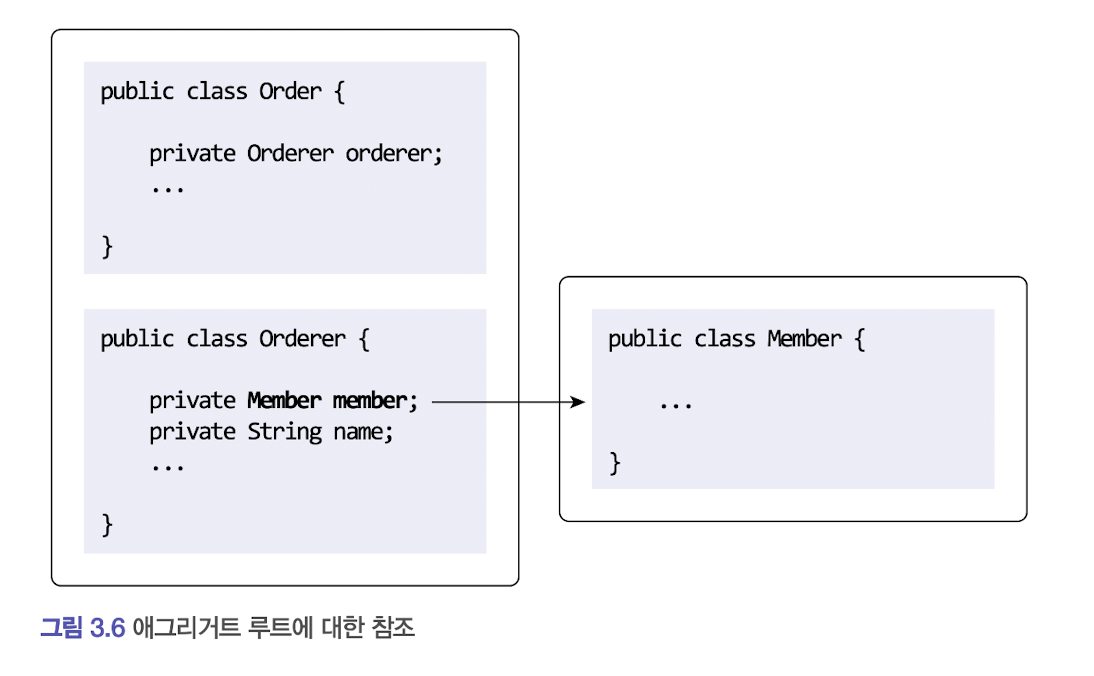 public class Order {
private Orderer orderer;
...
}
public class Orderer {
private Member member;
private String name;
...
}
public class Member {
...
}
그림 3.6 애그리거트 루트에 대한 참조